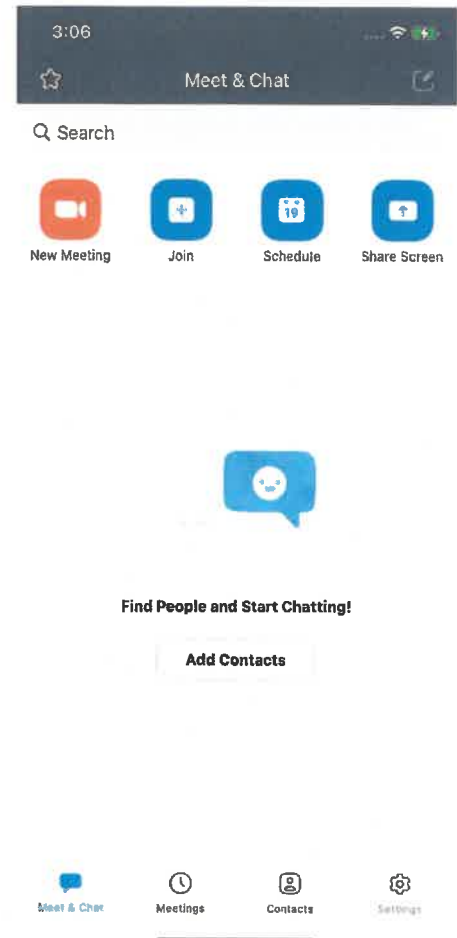 3:06
Meet & Chat
Search
19
New Meeting Join Schedule Share Screen
Find People and Start Chatting!
Add Contacts
Meet & Chat Meetings Contacts Settings